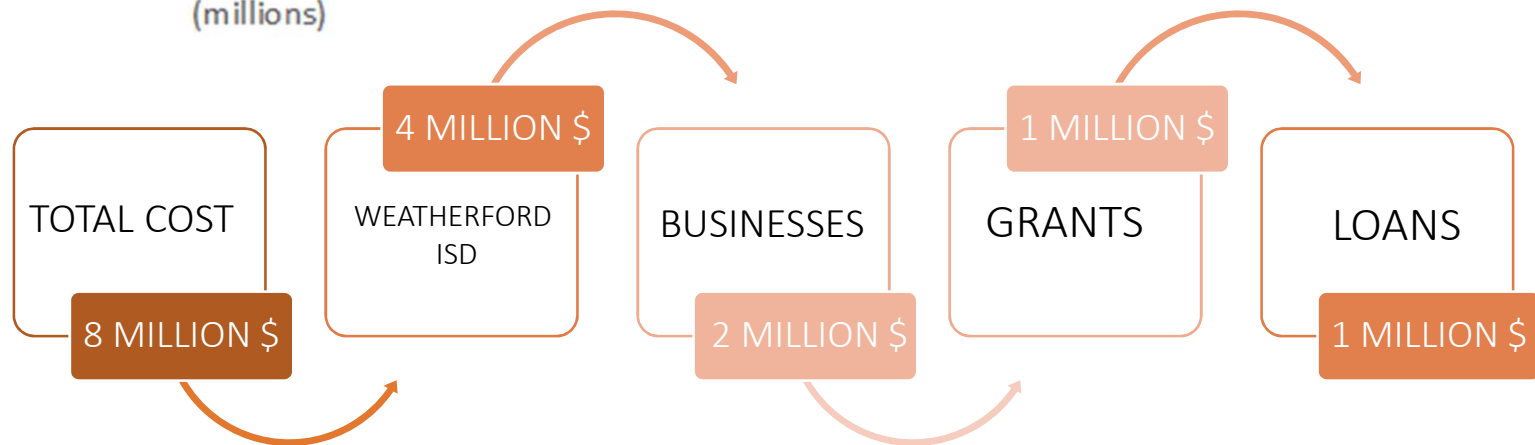 (millions)
TOTAL COST
8 MILLION $
4 MILLION $
WEATHERFORD
ISD
BUSINESSES
2 MILLION $
1 MILLION $
GRANTS
LOANS
1 MILLION $